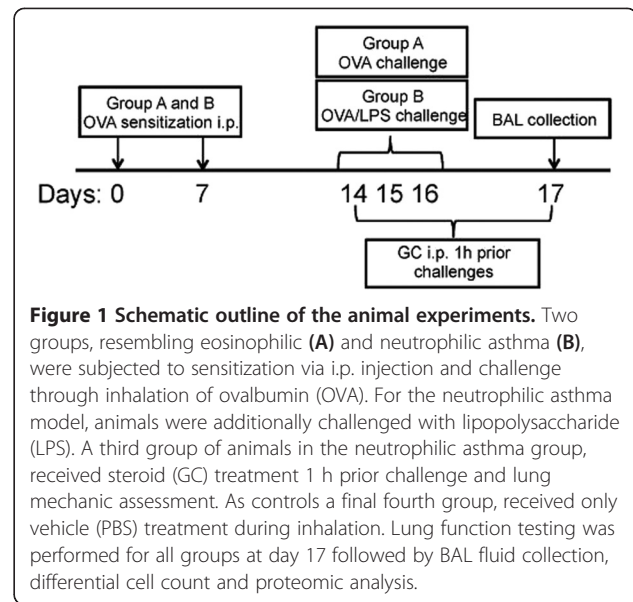 Group A
OVA challenge
Group A and B
OVA sensitization i.p.
Group B
OVA/LPS challenge
BAL collection
Days: 0 7 14 15 16 17
GC i.p. 1h prior
challenges
Figure 1 Schematic outline of the animal experiments. Two
groups, resembling eosinophilic (A) and neutrophilic asthma (B),
were subjected to sensitization via i.p. injection and challenge
through inhalation of ovalbumin (OVA). For the neutrophilic asthma
model, animals were additionally challenged with lipopolysaccharide
(LPS). A third group of animals in the neutrophilic asthma group,
received steroid (GC) treatment 1 h prior challenge and lung
mechanic assessment. As controls a final fourth group, received only
vehicle (PBS) treatment during inhalation. Lung function testing was
performed for all groups at day 17 followed by BAL fluid collection,
differential cell count and proteomic analysis.